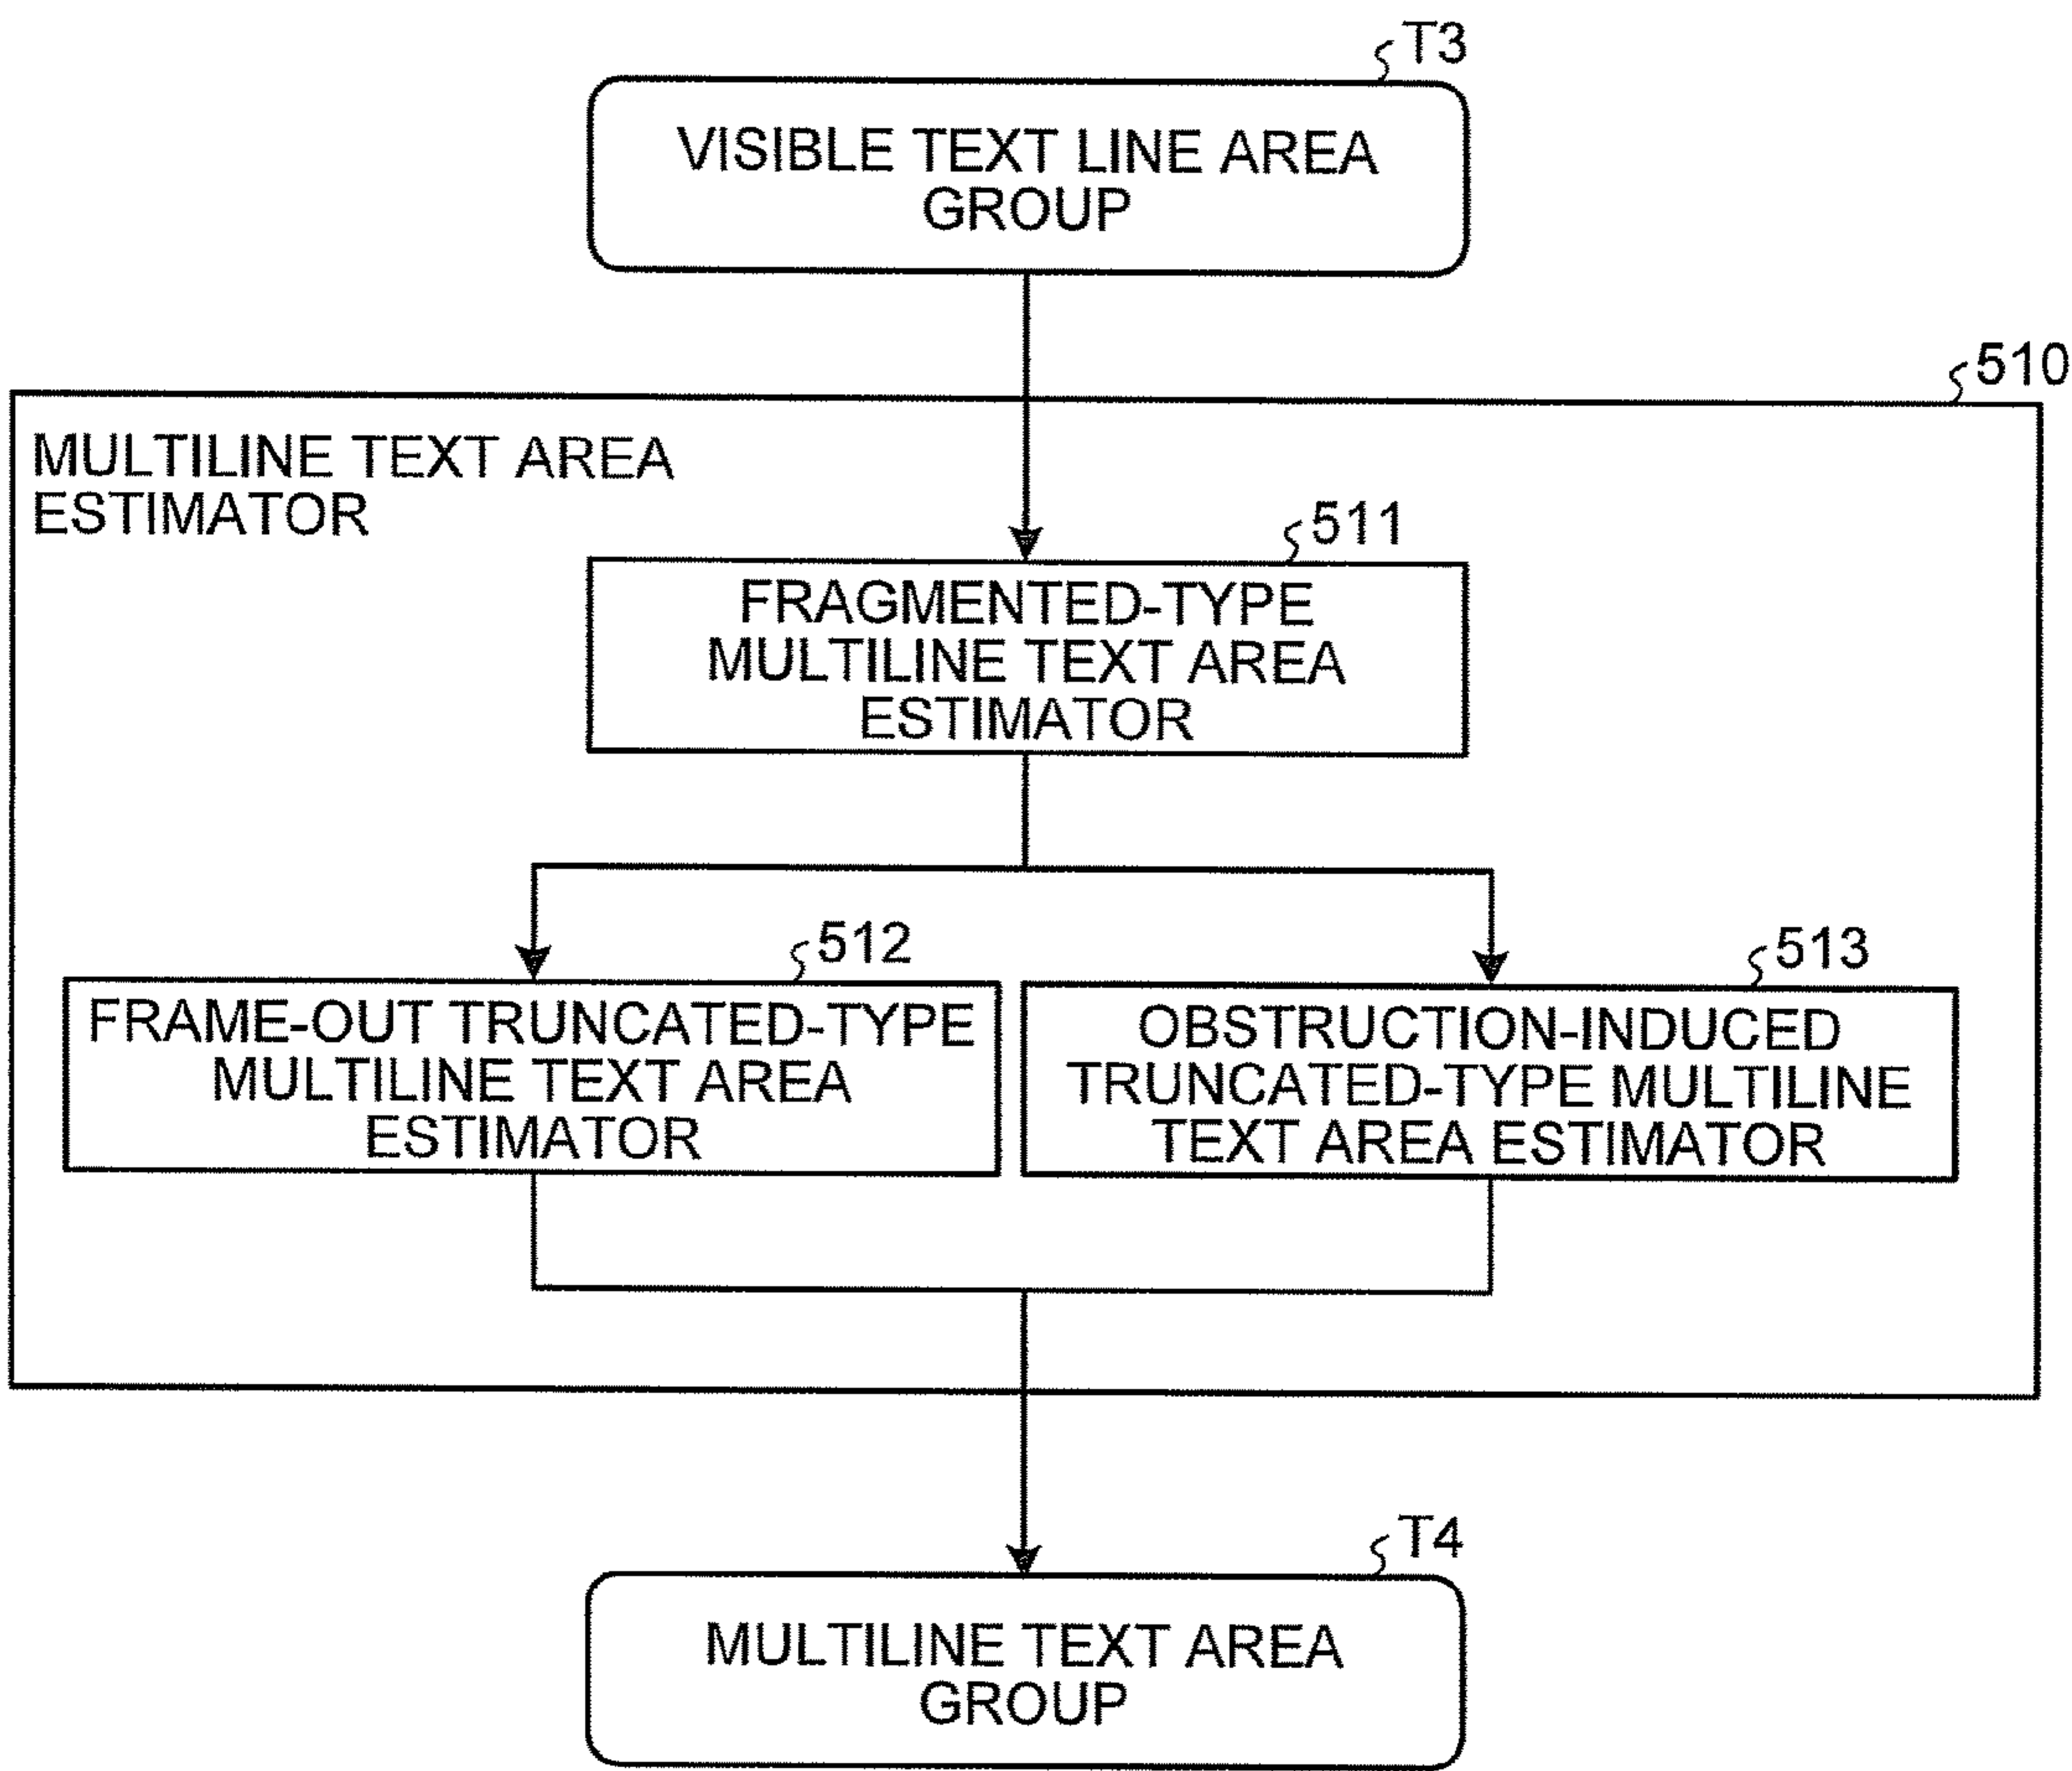 T3
VISIBLE TEXT LINE AREA
GROUP
510
MULTILINE TEXT AREA
ESTIMATOR
511
FRAGMENTED-TYPE
MULTILINE TEXT AREA
ESTIMATOR
512
FRAME-OUT TRUNCATED-TYPE
MULTILINE TEXT AREA
ESTIMATOR
513
OBSTRUCTION-INDUCED
TRUNCATED-TYPE MULTILINE
TEXT AREA ESTIMATOR
T4
MULTILINE TEXT AREA
GROUP